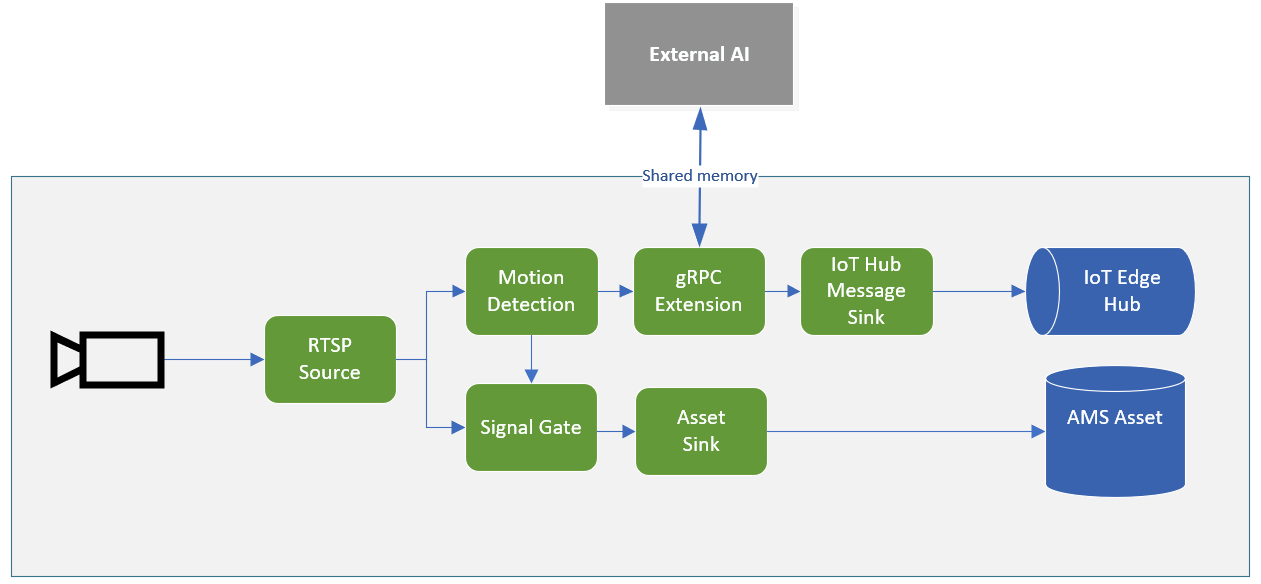 External AI
Shared memory
Motion
Detection
gRPC
Extension
IoT Hub
Message
Sink
IoT Edge
Hub
RTSP
Source
Signal Gate
Asset
Sink
AMS Asset